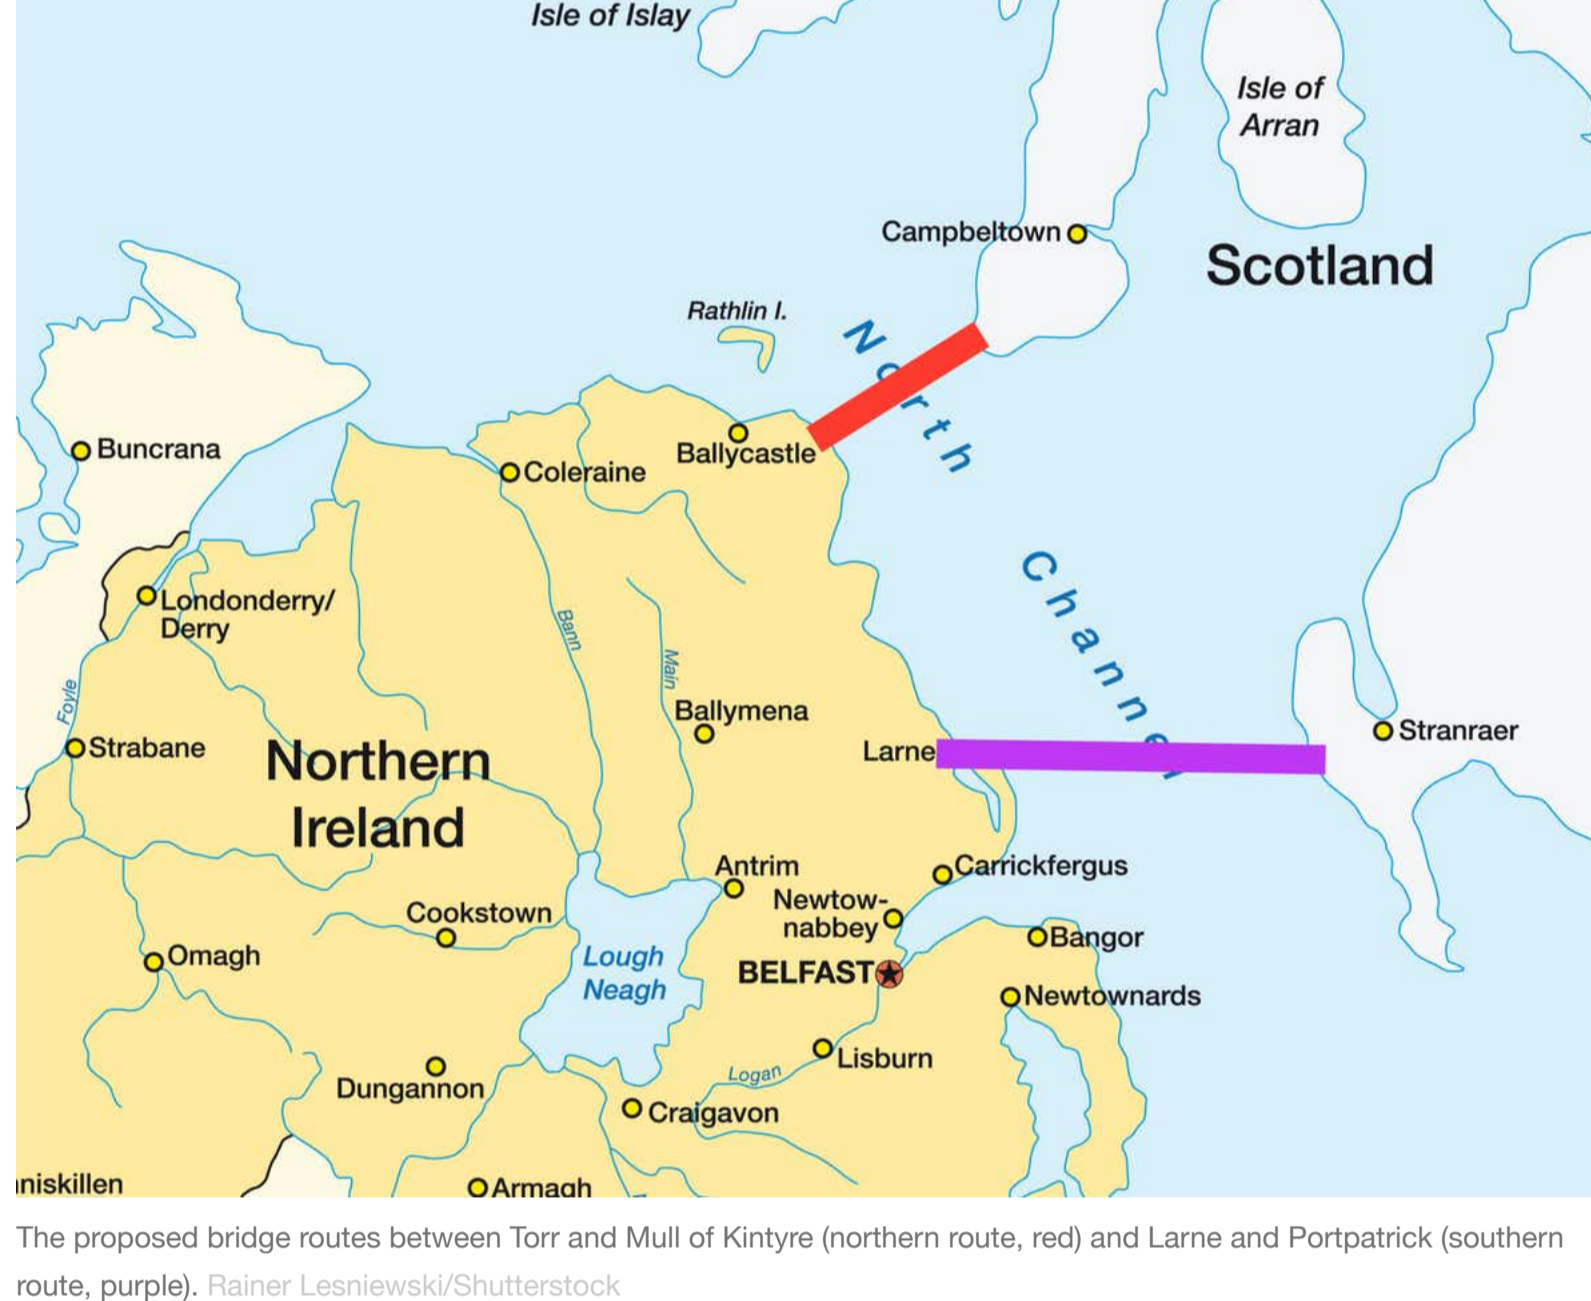 Isle of Islay
Isle of
Arran
Campbeltown
Scotland
Rathlin I.
North Channel
Buncrana
Coleraine
Ballycastle
Londonderry/
Derry
Bann
Main
Foyle
Ballymena
Strabane
Northern
Ireland
Larne
Stranraer
Antrim
Carrickfergus
Newtow-
nabbey
Cookstown
Bangor
Omagh
Lough
Neagh
BELFAST
Newtownards
Lisburn
Logan
Dungannon
Craigavon
niskillen
Armagh
The proposed bridge routes between Torr and Mull of Kintyre (northern route, red) and Larne and Portpatrick (southern
route, purple). Rainer Lesniewski/Shutterstock